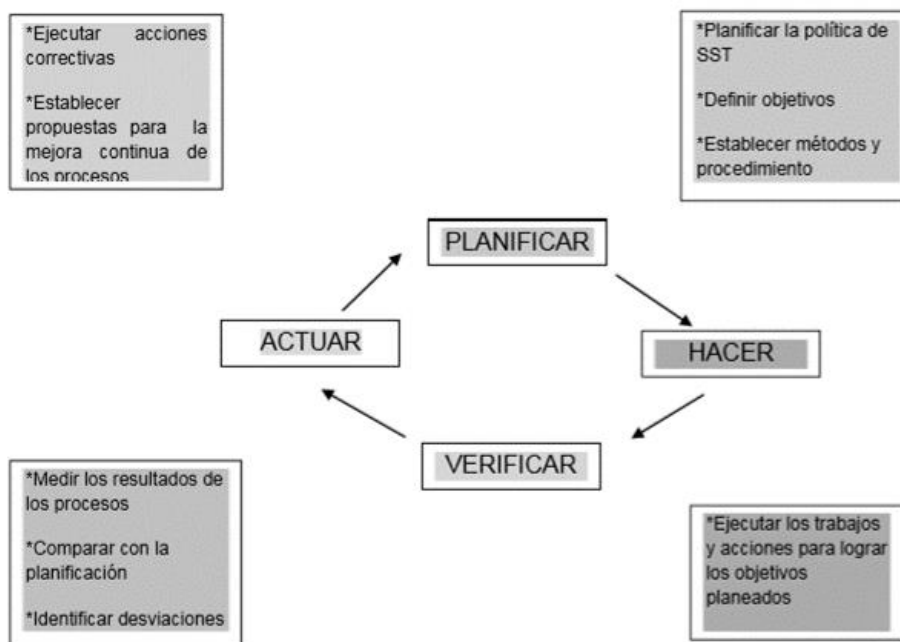 *Ejecutar acciones
correctivas
*Establecer
propuestas para la
mejora continua de
los procesos
*Planificar la política de
SST
*Definir objetivos
*Establecer métodos y
procedimiento
PLANIFICAR
ACTUAR
HACER
VERIFICAR
*Medir los resultados de
los procesos
*Comparar con la
planificación
*Identificar desviaciones
*Ejecutar los trabajos
y acciones para lograr
los objetivos
planeados